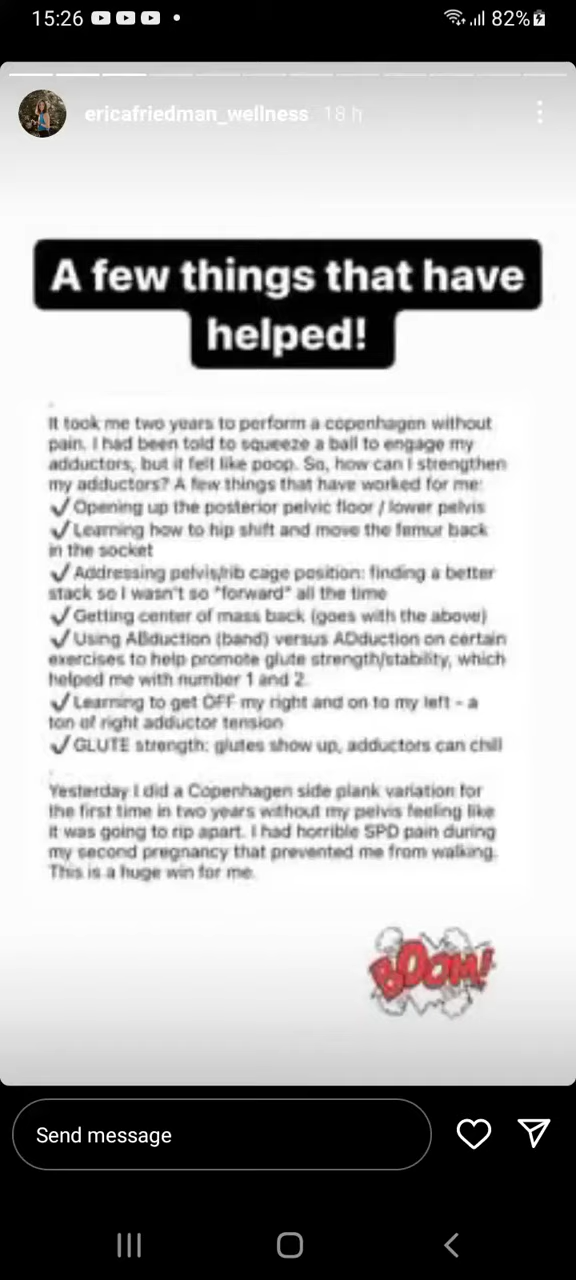 15:26
82%
ericafriedman_wellness 18 h
A few things that have
helped!
It took me two years to perform a copenhagen without
pain. I had been told to squeeze a ball to engage my
adductors, but it felt like poop. So, how can I strengthen
my adductors? A few things that have worked for me:
✓Opening up the posterior pelvic floor / lower pelvis
✓Learning how to hip shift and move the femur back
in the socket
✓Addressing pelvis/rib cage position: finding a better
stack so I wasn't so "forward" all the time
✓Getting center of mass back (goes with the above)
✓Using ABduction (band) versus ADduction on certain
exercises to help promote glute strength/stability, which
helped me with number 1 and 2.
✓Learning to get OFF my right and on to my left - a
ton of right adductor tension
✓GLUTE strength: glutes show up, adductors can chill
Yesterday I did a Copenhagen side plank variation for
the first time in two years without my pelvis feeling like
it was going to rip apart. I had horrible SPD pain during
my second pregnancy that prevented me from walking.
This is a huge win for me.
BOOM!
Send message